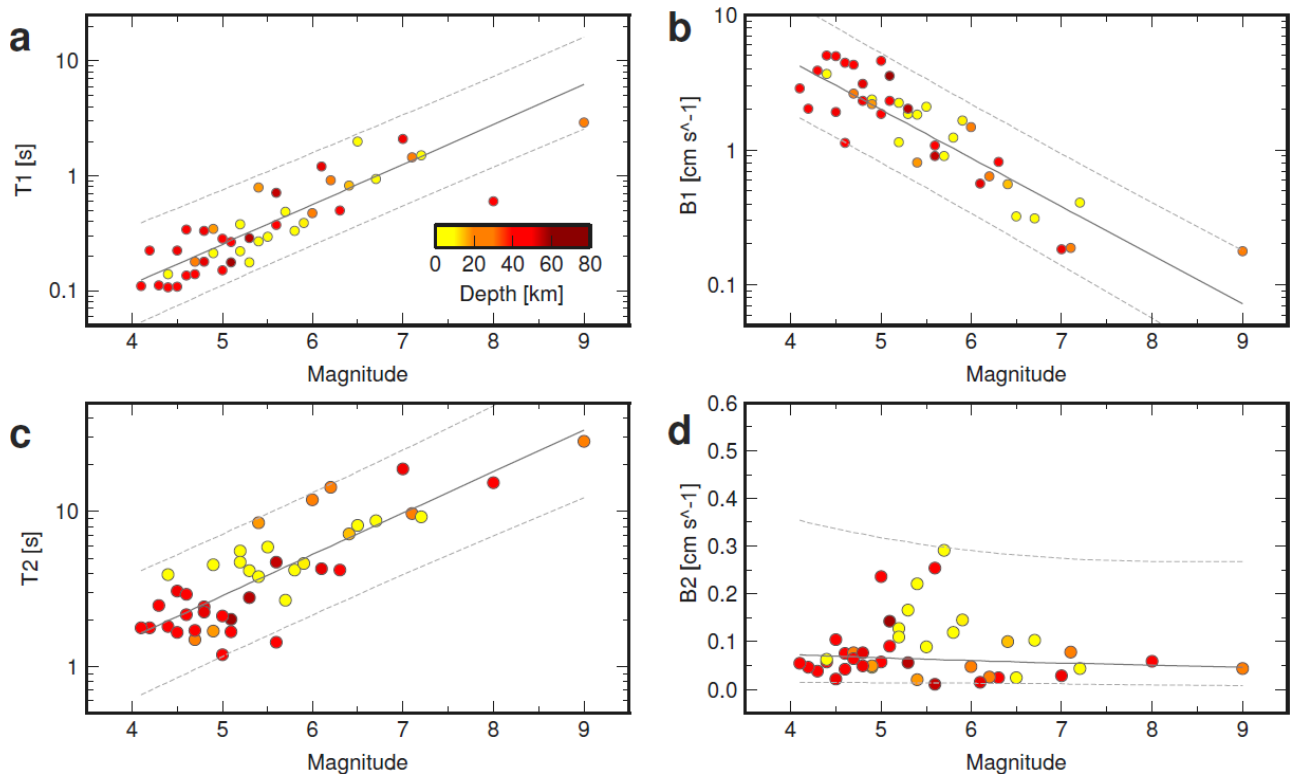 a
10
1
0.1
T1 [s]
4 5 6 7 8 9
Magnitude
0 20 40 60 80
Depth [km]
b
10
1
0.1
B1 [cm s^-1]
4 5 6 7 8 9
Magnitude
c
10
1
T2 [s]
4 5 6 7 8 9
Magnitude
d
0.6
0.5
0.4
0.3
0.2
0.1
0.0
B2 [cm s^-1]
4 5 6 7 8 9
Magnitude